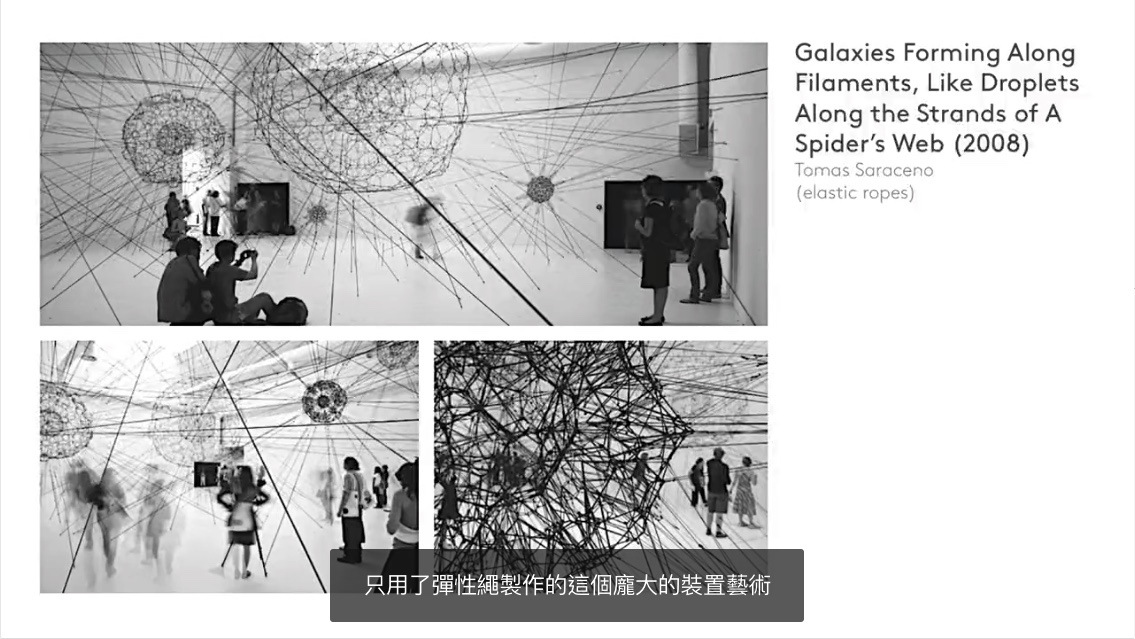 Galaxies Forming Along
Filaments, Like Droplets
Along the Strands of A
Spider’s Web (2008)
Tomas Saraceno
(elastic ropes)
只用了彈性繩製作的這個龐大的裝置藝術